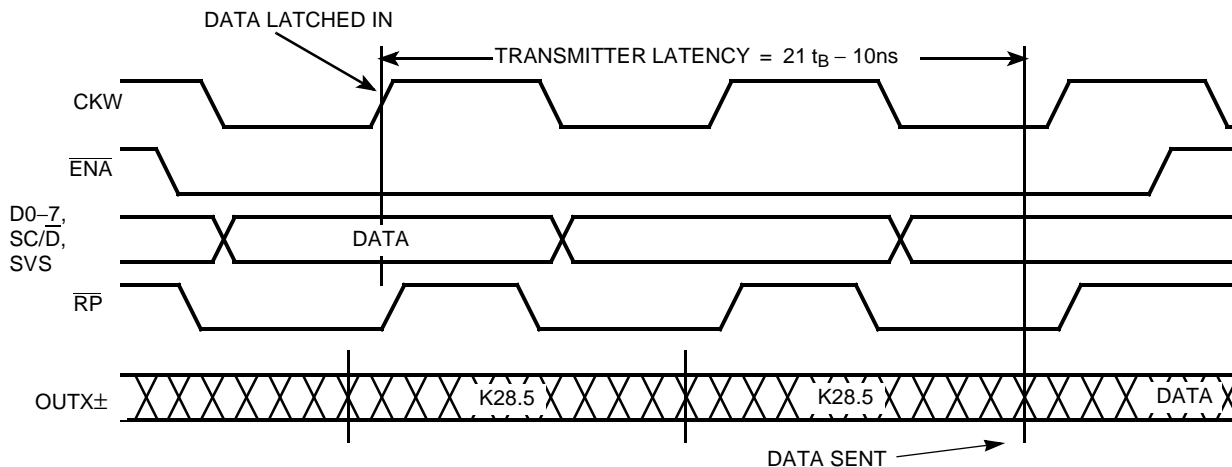 DATA LATCHED IN
TRANSMITTER LATENCY = 21 tB – 10ns
CKW
ENA
D0–7,
SC/D,
SVS
DATA
RP
OUTX±
K28.5
K28.5
DATA
DATA SENT